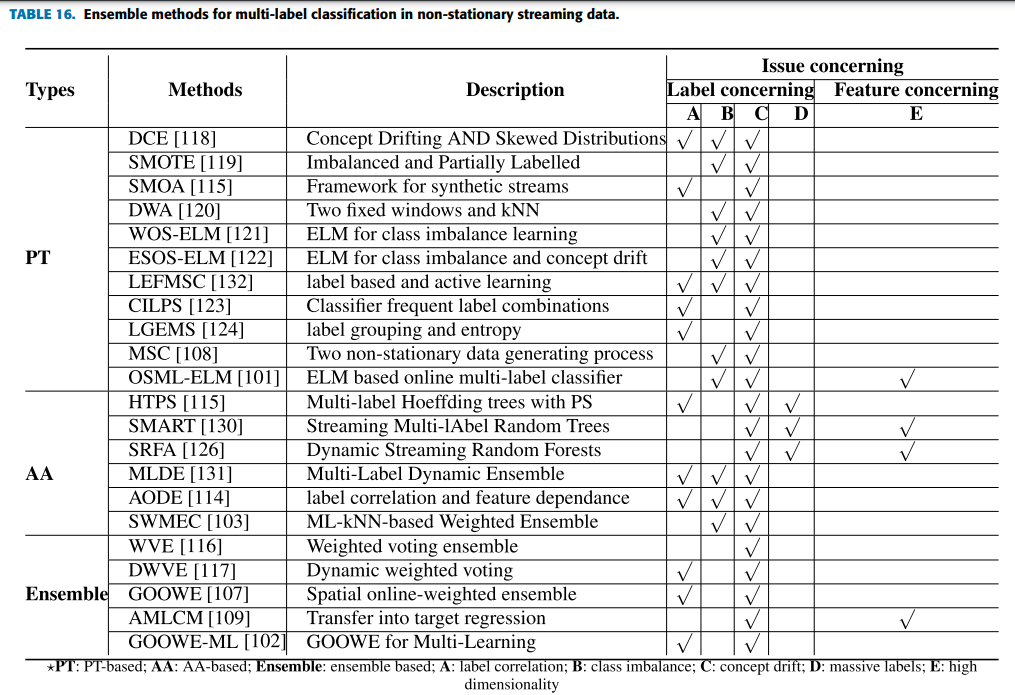 TABLE 16. Ensemble methods for multi-label classification in non-stationary streaming data.
Issue concerning
Types Methods Description Label concerning Feature concerning
A B C D E
DCE [118] Concept Drifting AND Skewed Distributions √ √ √
SMOTE [119] Imbalanced and Partially Labelled √ √
SMOA [115] Framework for synthetic streams √ √
DWA [120] Two fixed windows and kNN √ √
WOS-ELM [121] ELM for class imbalance learning √ √
PT ESOS-ELM [122] ELM for class imbalance and concept drift √ √
LEFMSC [132] label based and active learning √ √ √
CILPS [123] Classifier frequent label combinations √ √
LGEMS [124] label grouping and entropy √ √
MSC [108] Two non-stationary data generating process √ √
OSML-ELM [101] ELM based online multi-label classifier √ √ √
HTPS [115] Multi-label Hoeffding trees with PS √ √ √
SMART [130] Streaming Multi-lAbel Random Trees √ √ √
SRFA [126] Dynamic Streaming Random Forests √ √ √
AA MLDE [131] Multi-Label Dynamic Ensemble √ √ √
AODE [114] label correlation and feature dependance √ √ √
SWMEC [103] ML-kNN-based Weighted Ensemble √ √
WVE [116] Weighted voting ensemble √
DWVE [117] Dynamic weighted voting √ √
Ensemble GOOWE [107] Spatial online-weighted ensemble √ √
AMLCM [109] Transfer into target regression √ √
GOOWE-ML [102] GOOWE for Multi-Learning √ √
⋆PT: PT-based; AA: AA-based; Ensemble: ensemble based; A: label correlation; B: class imbalance; C: concept drift; D: massive labels; E: high
dimensionality